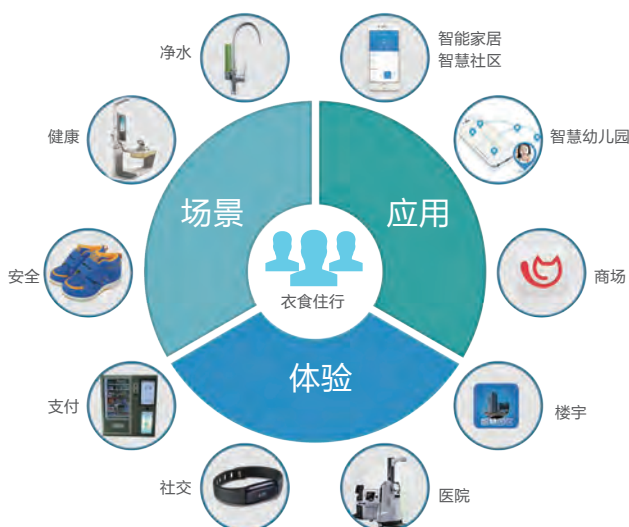 净水
智能家居
智慧社区
健康
智慧幼儿园
场景
应用
安全
衣食住行
商场
体验
支付
楼宇
社交
医院